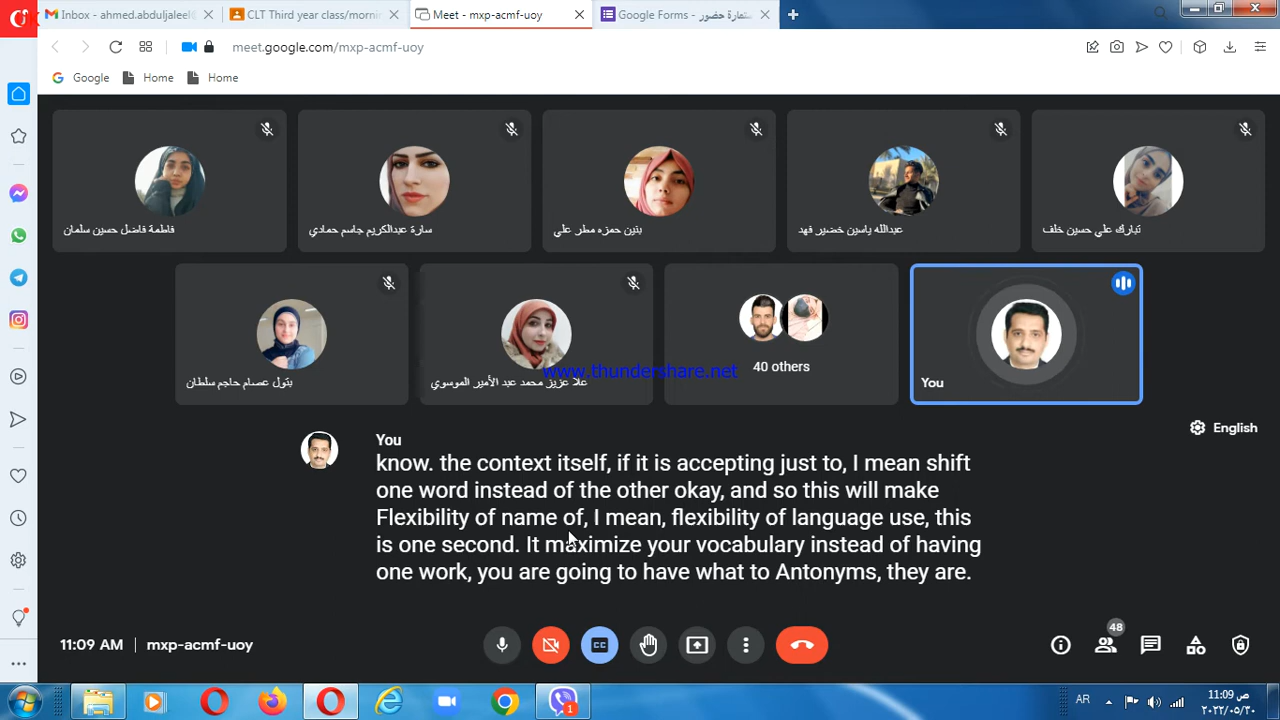 Inbox - ahmed.abduljaleel@
CLT Third year class/mornin
Meet - mxp-acmf-uoy
Google Forms - استمارة حضور
meet.google.com/mxp-acmf-uoy
Google
Home
Home
فاطمة فاضل حسين سلمان
سارة عبدالكريم جاسم حمادي
بنين حمزه مطر علي
عبدالله ياسين خضير فهد
تبارك علي حسين خلف
بتول عصام حاجم سلطان
علا عزيز محمد عبد الأمير الموسوي
40 others
You
www.thundershare.net
English
You
know. the context itself, if it is accepting just to, I mean shift
one word instead of the other okay, and so this will make
Flexibility of name of, I mean, flexibility of language use, this
is one second. It maximize your vocabulary instead of having
one work, you are going to have what to Antonyms, they are.
11:09 AM
mxp-acmf-uoy
CC
48
1
AR
11:09 ص
٢٠٢٢/٠٥/٣٠